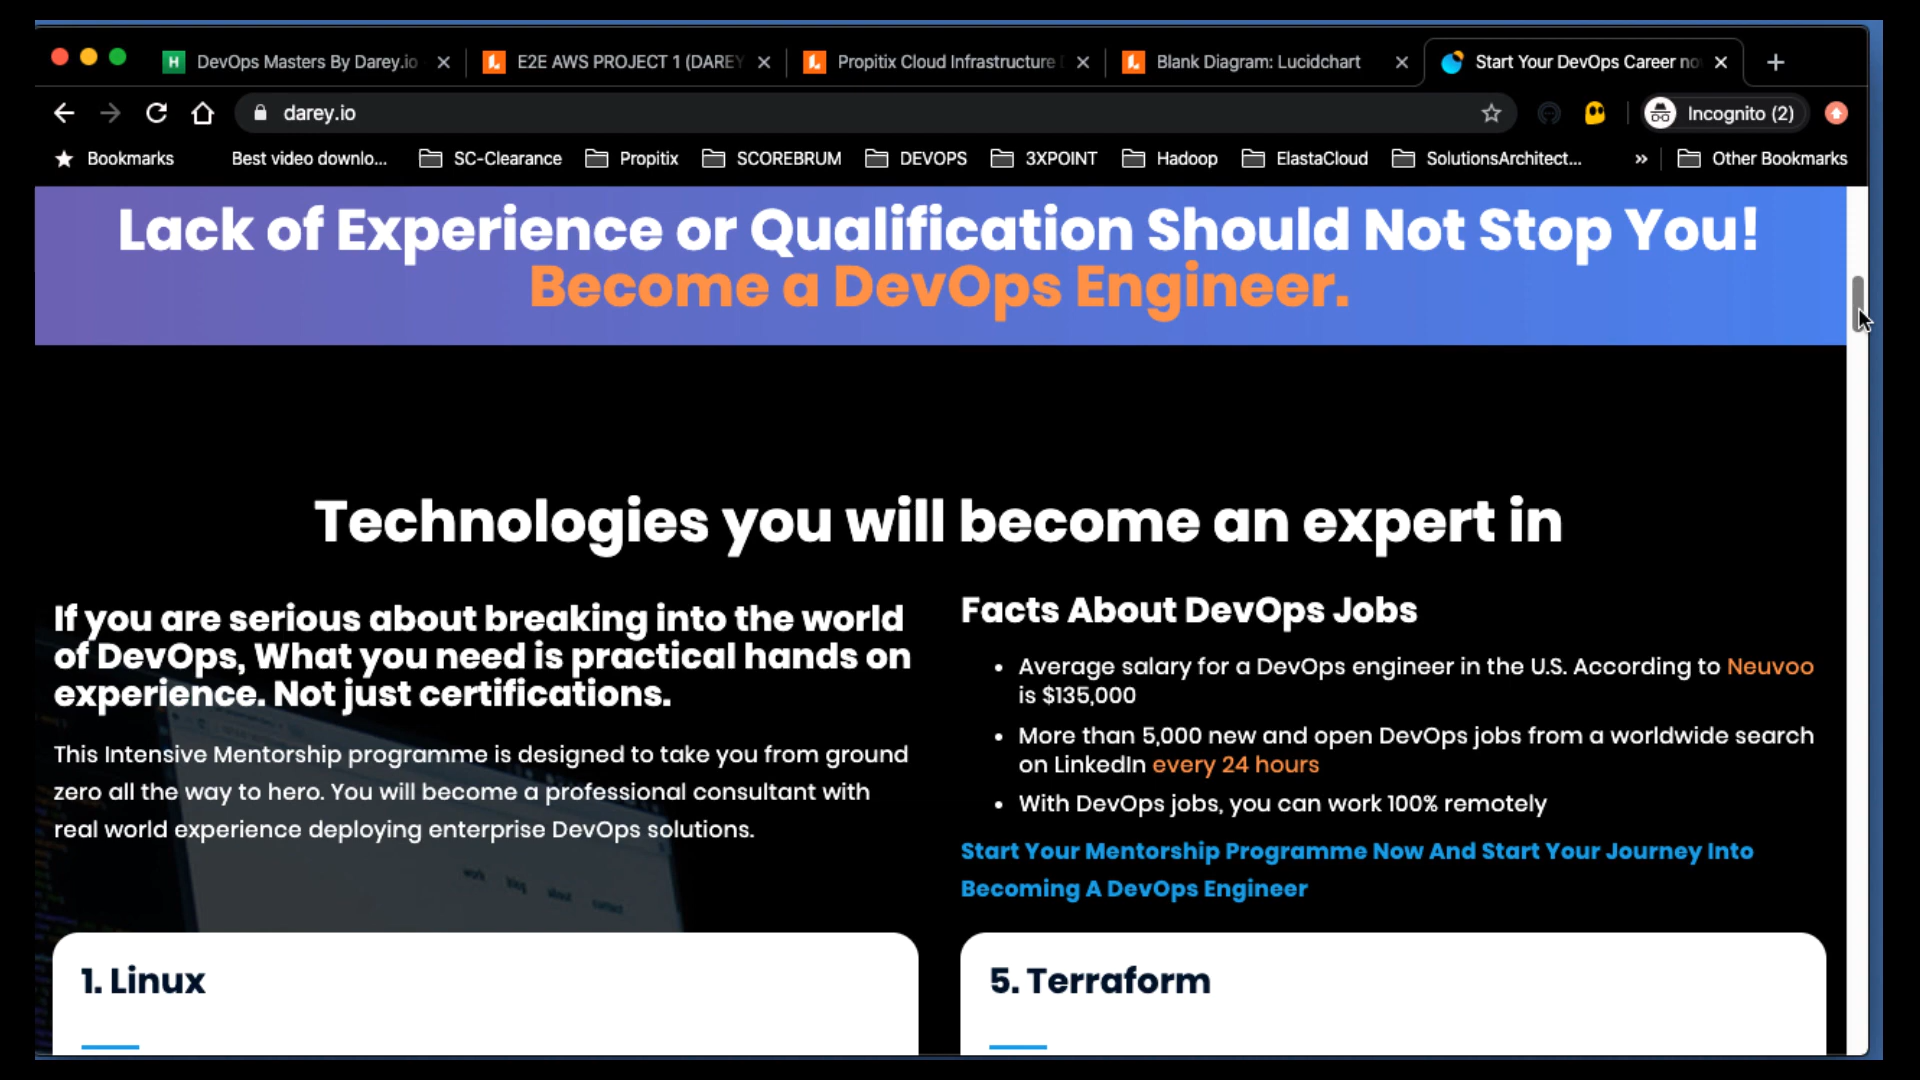 DevOps Masters By Darey.io
E2E AWS PROJECT 1 (DAREY
Propitix Cloud Infrastructure
Blank Diagram: Lucidchart
Start Your DevOps Career no
darey.io
Incognito (2)
Bookmarks
Best video downlo...
SC-Clearance
Propitix
SCOREBRUM
DEVOPS
3XPOINT
Hadoop
ElastaCloud
SolutionsArchitect...
»
Other Bookmarks
Lack of Experience or Qualification Should Not Stop You!
Become a DevOps Engineer.
Technologies you will become an expert in
If you are serious about breaking into the world
of DevOps, What you need is practical hands on
experience. Not just certifications.
This Intensive Mentorship programme is designed to take you from ground
zero all the way to hero. You will become a professional consultant with
real world experience deploying enterprise DevOps solutions.
work blog about contact
1. Linux
Facts About DevOps Jobs
• Average salary for a DevOps engineer in the U.S. According to Neuvoo
is $135,000
• More than 5,000 new and open DevOps jobs from a worldwide search
on LinkedIn every 24 hours
• With DevOps jobs, you can work 100% remotely
Start Your Mentorship Programme Now And Start Your Journey Into
Becoming A DevOps Engineer
5. Terraform